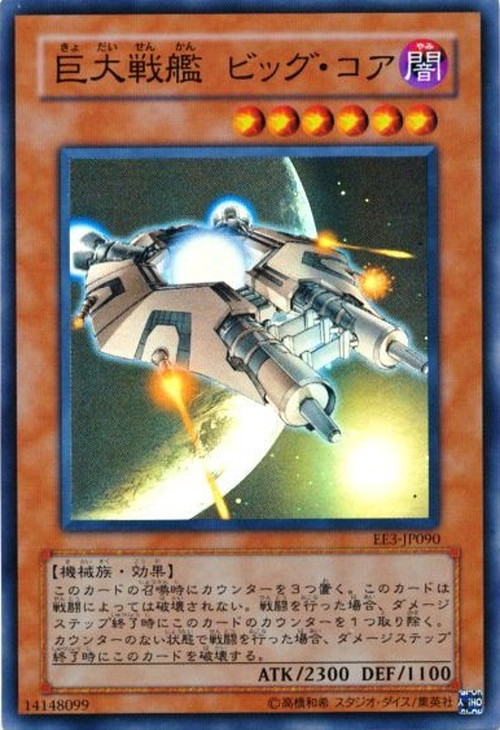 巨大戦艦 ビッグ・コア
闇
EE3-JP090
【機械族・効果】
このカードの召喚時にカウンターを3つ置く。このカードは
戦闘によっては破壊されない。戦闘を行った場合、ダメージ
ステップ終了時にこのカードのカウンターを1つ取り除く。
カウンターのない状態で戦闘を行った場合、ダメージステップ
終了時にこのカードを破壊する。
ATK/2300 DEF/1100
14148099
©高橋和希 スタジオ・ダイス/集英社